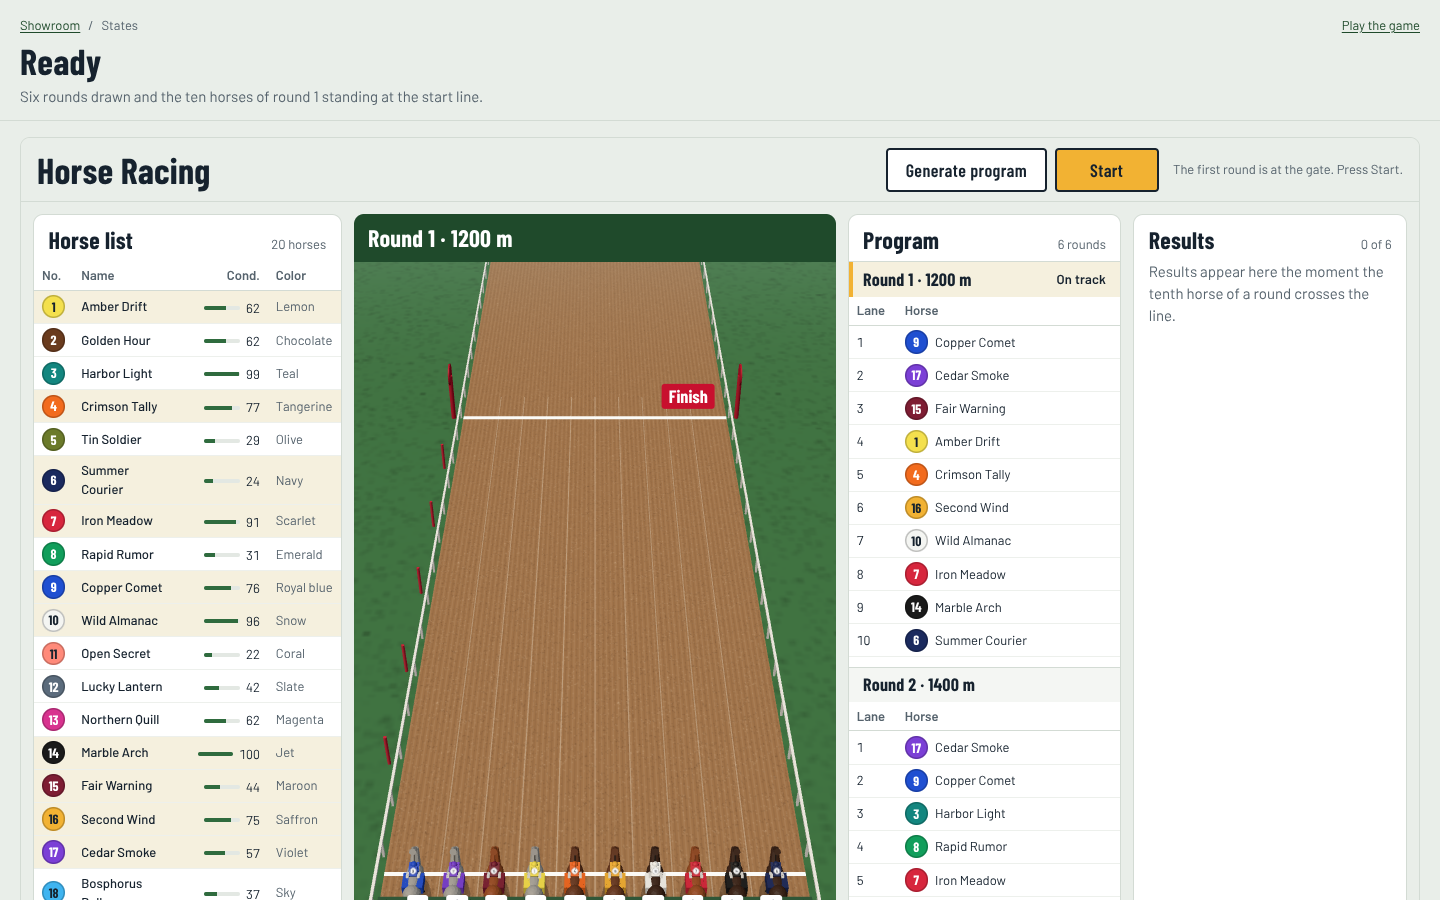 Showroom / States
Play the game
Ready
Six rounds drawn and the ten horses of round 1 standing at the start line.
Horse Racing
Generate program
Start
The first round is at the gate. Press Start.
Horse list
20 horses
No. Name Cond. Color
1 Amber Drift 62 Lemon
2 Golden Hour 62 Chocolate
3 Harbor Light 99 Teal
4 Crimson Tally 77 Tangerine
5 Tin Soldier 29 Olive
6 Summer Courier 24 Navy
7 Iron Meadow 91 Scarlet
8 Rapid Rumor 31 Emerald
9 Copper Comet 76 Royal blue
10 Wild Almanac 96 Snow
11 Open Secret 22 Coral
12 Lucky Lantern 42 Slate
13 Northern Quill 62 Magenta
14 Marble Arch 100 Jet
15 Fair Warning 44 Maroon
16 Second Wind 75 Saffron
17 Cedar Smoke 57 Violet
18 Bosphorus 37 Sky
Round 1 · 1200 m
Finish
Program
6 rounds
Round 1 · 1200 m On track
Lane Horse
1 9 Copper Comet
2 17 Cedar Smoke
3 15 Fair Warning
4 1 Amber Drift
5 4 Crimson Tally
6 16 Second Wind
7 10 Wild Almanac
8 7 Iron Meadow
9 14 Marble Arch
10 6 Summer Courier
Round 2 · 1400 m
Lane Horse
1 17 Cedar Smoke
2 9 Copper Comet
3 3 Harbor Light
4 8 Rapid Rumor
5 7 Iron Meadow
Results
0 of 6
Results appear here the moment the
tenth horse of a round crosses the
line.